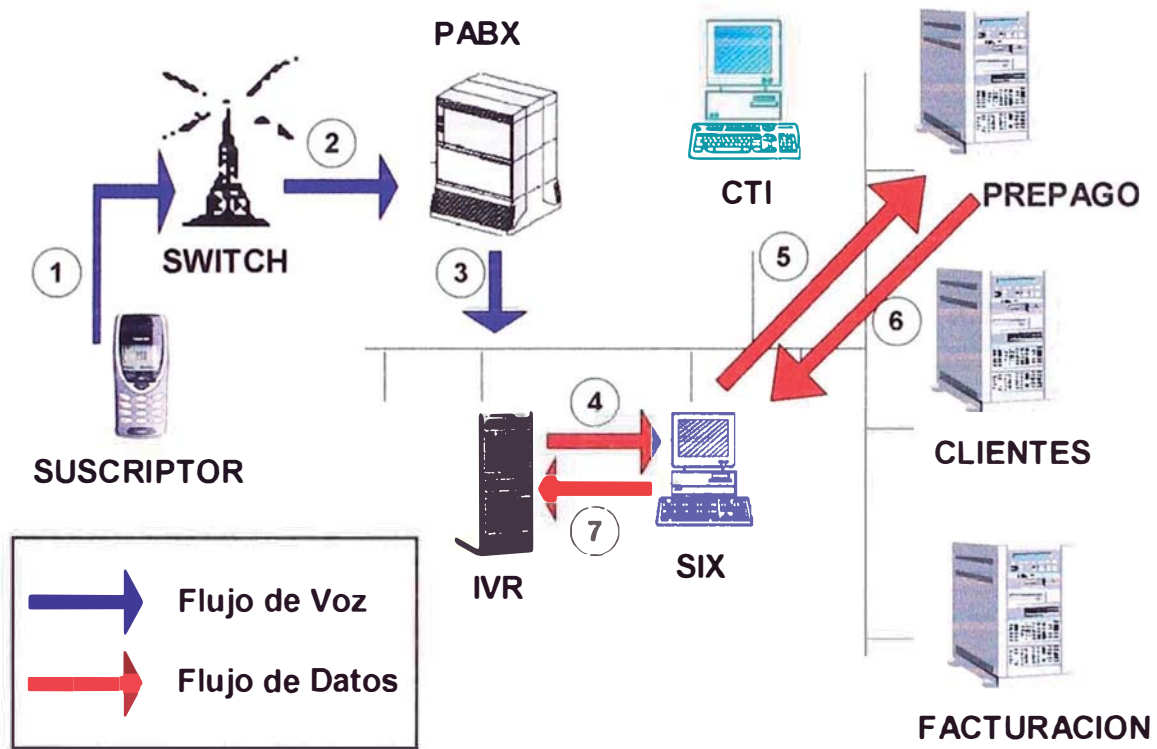 PABX
2
CTI
PREPAGO
SWITCH
1
3
5
6
SUSCRIPTOR
4
CLIENTES
7
IVR
SIX
Flujo de Voz
Flujo de Datos
FACTURACION